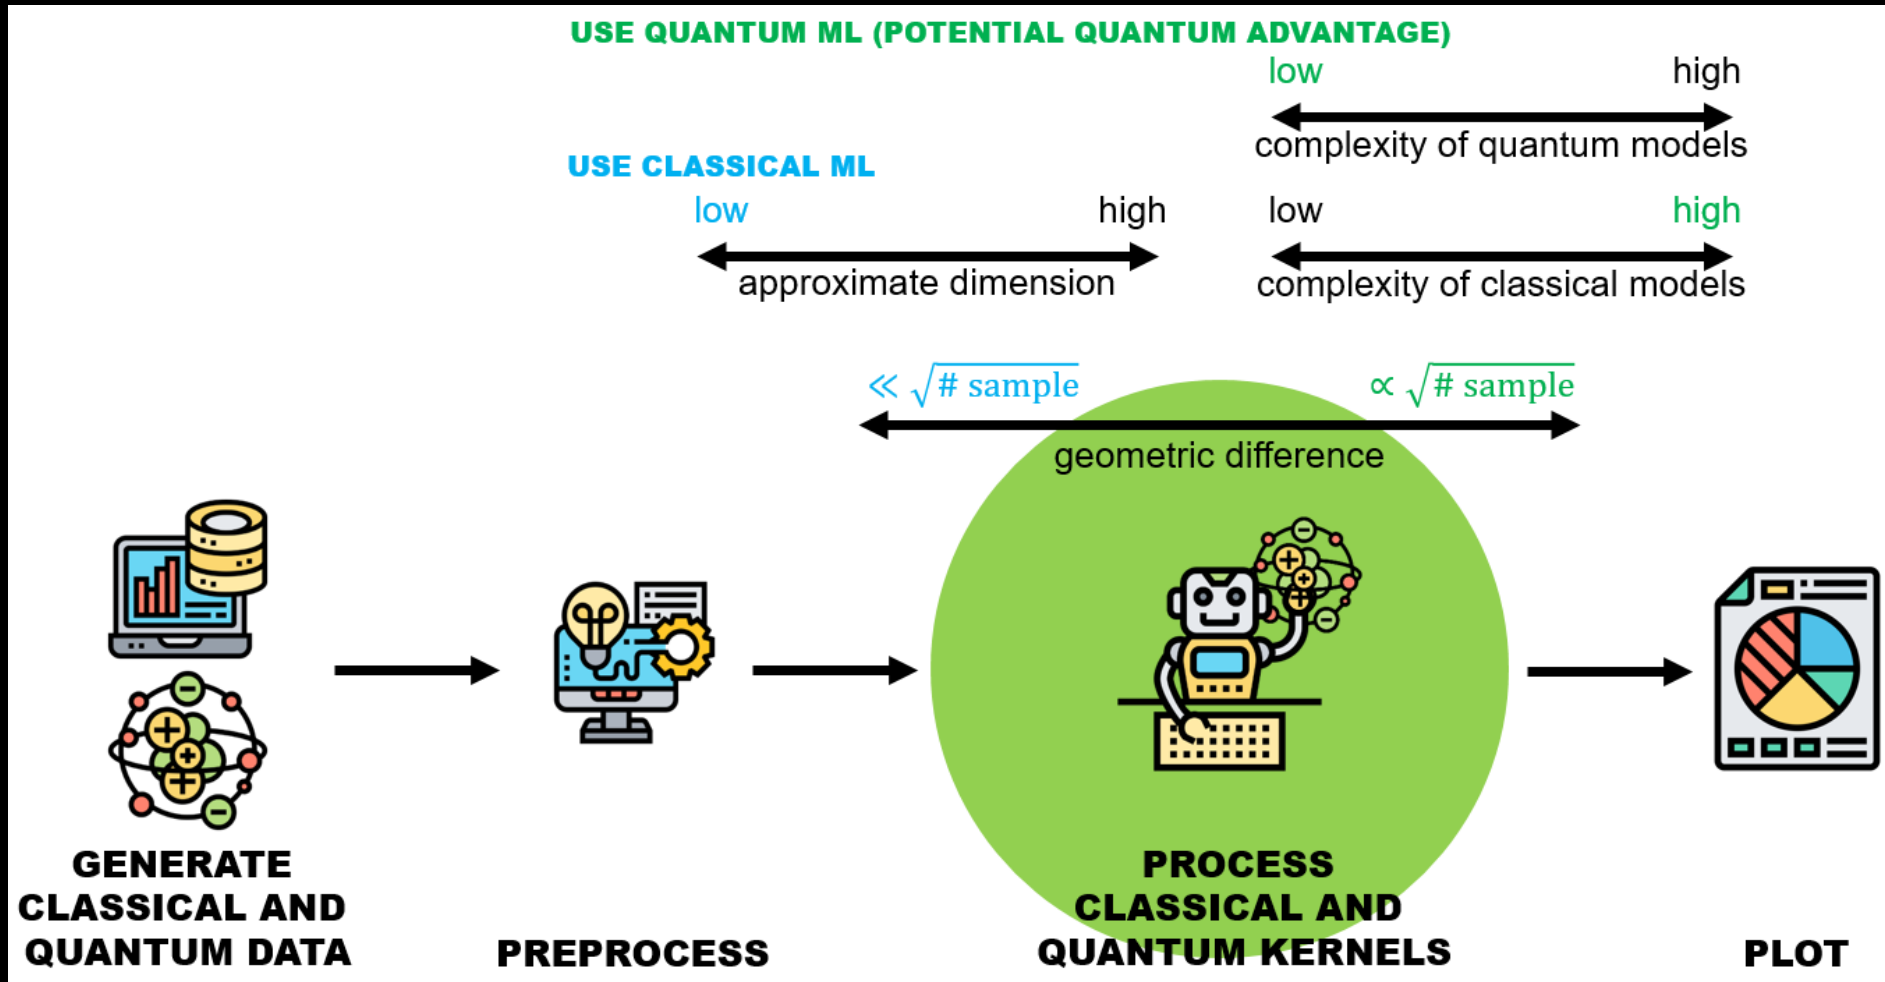 USE QUANTUM ML (POTENTIAL QUANTUM ADVANTAGE)
low high
complexity of quantum models
USE CLASSICAL ML
low high
approximate dimension
low high
complexity of classical models
≪ √# sample
∝ √# sample
geometric difference
GENERATE
CLASSICAL AND
QUANTUM DATA
PREPROCESS
PROCESS
CLASSICAL AND
QUANTUM KERNELS
PLOT